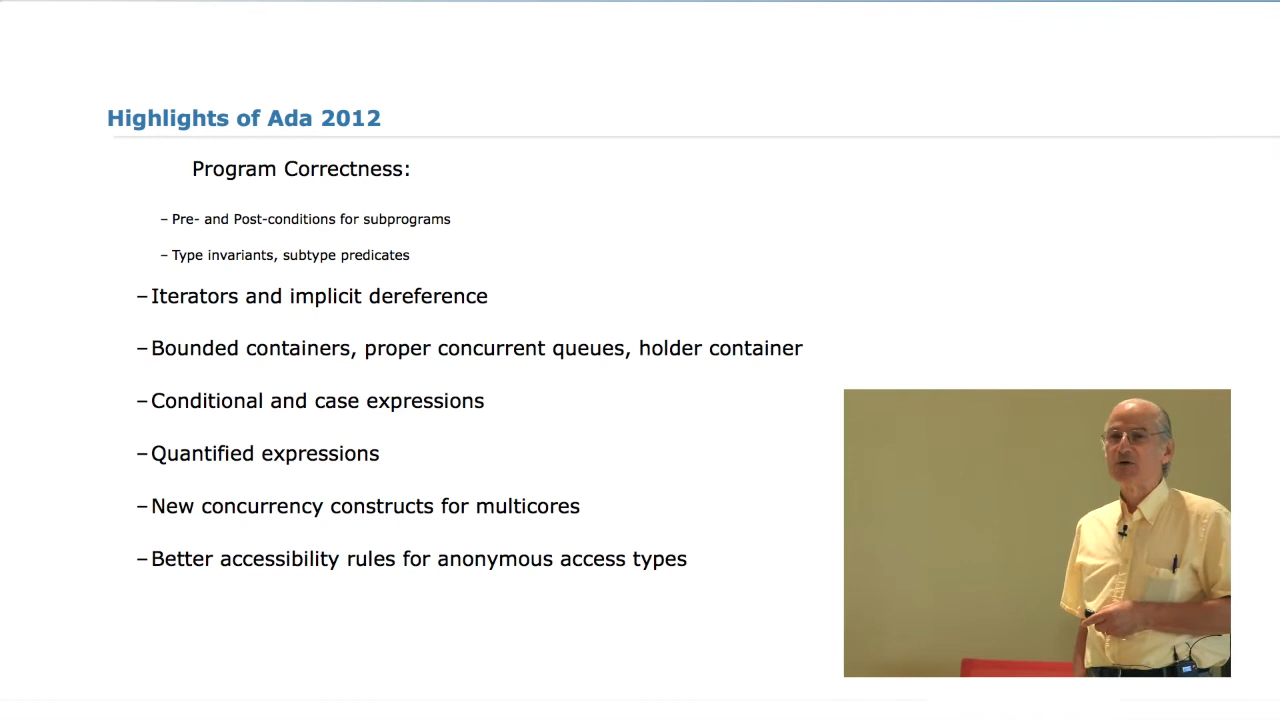 Highlights of Ada 2012
Program Correctness:
– Pre- and Post-conditions for subprograms
– Type invariants, subtype predicates
– Iterators and implicit dereference
– Bounded containers, proper concurrent queues, holder container
– Conditional and case expressions
– Quantified expressions
– New concurrency constructs for multicores
– Better accessibility rules for anonymous access types